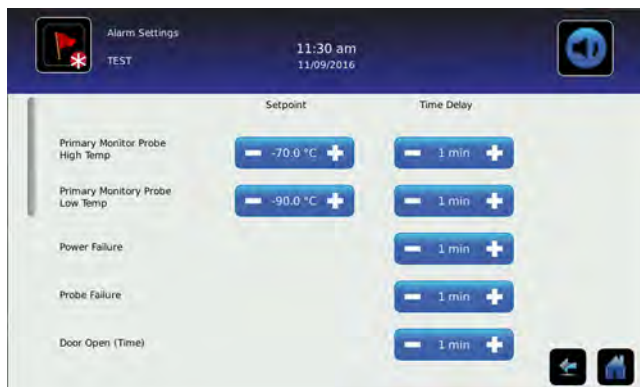 Alarm Settings
TEST
11:30 am
11/09/2016
Setpoint Time Delay
Primary Monitor Probe
High Temp
-70.0 °C 1 min
Primary Monitory Probe
Low Temp
-90.0 °C 1 min
Power Failure 1 min
Probe Failure 1 min
Door Open (Time) 1 min